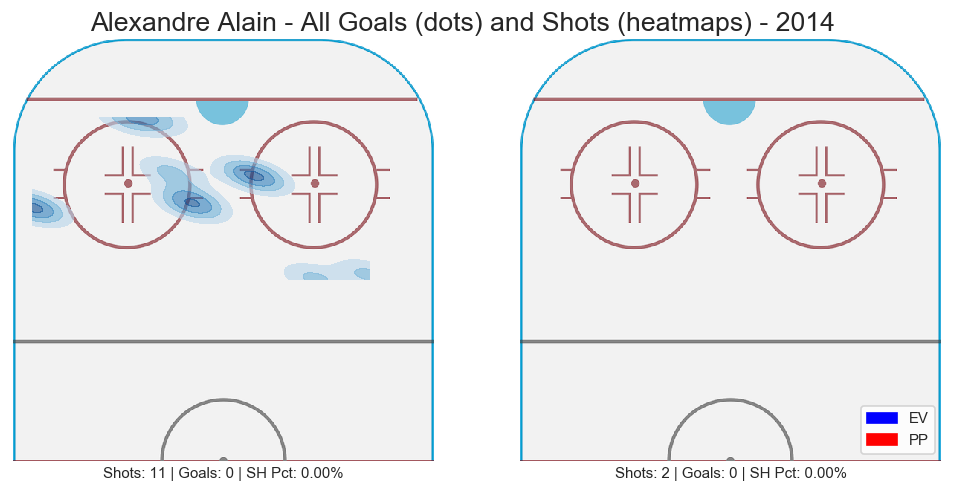 Alexandre Alain - All Goals (dots) and Shots (heatmaps) - 2014
EV
PP
Shots: 11 | Goals: 0 | SH Pct: 0.00%
Shots: 2 | Goals: 0 | SH Pct: 0.00%